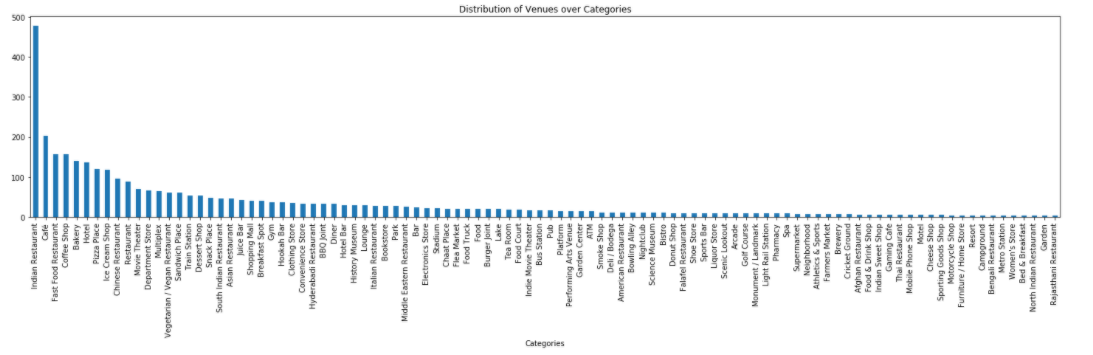 Distribution of Venues over Categories
500
400
300
200
100
0
Indian Restaurant
Café
Fast Food Restaurant
Coffee Shop
Bakery
Hotel
Pizza Place
Ice Cream Shop
Chinese Restaurant
Restaurant
Movie Theater
Department Store
Multiplex
Vegetarian / Vegan Restaurant
Sandwich Place
Train Station
Dessert Shop
Snack Place
South Indian Restaurant
Asian Restaurant
Juice Bar
Shopping Mall
Breakfast Spot
Gym
Hookah Bar
Clothing Store
Convenience Store
Hyderabadi Restaurant
BBQ Joint
Diner
Hotel Bar
History Museum
Lounge
Italian Restaurant
Bookstore
Park
Middle Eastern Restaurant
Bar
Electronics Store
Stadium
Chaat Place
Flea Market
Food Truck
Food
Burger Joint
Lake
Tea Room
Food Court
Indie Movie Theater
Bus Station
Pub
Platform
Performing Arts Venue
Garden Center
ATM
Smoke Shop
Deli / Bodega
American Restaurant
Bowling Alley
Nightclub
Science Museum
Bistro
Donut Shop
Falafel Restaurant
Shoe Store
Sports Bar
Liquor Store
Scenic Lookout
Arcade
Golf Course
Monument / Landmark
Light Rail Station
Pharmacy
Spa
Supermarket
Neighborhood
Athletics & Sports
Farmers Market
Brewery
Cricket Ground
Afghan Restaurant
Food & Drink Shop
Indian Sweet Shop
Gaming Cafe
Thai Restaurant
Mobile Phone Shop
Motel
Cheese Shop
Sporting Goods Shop
Motorcycle Shop
Furniture / Home Store
Resort
Campground
Bengali Restaurant
Metro Station
Women's Store
Bed & Breakfast
North Indian Restaurant
Garden
Rajasthani Restaurant
Categories